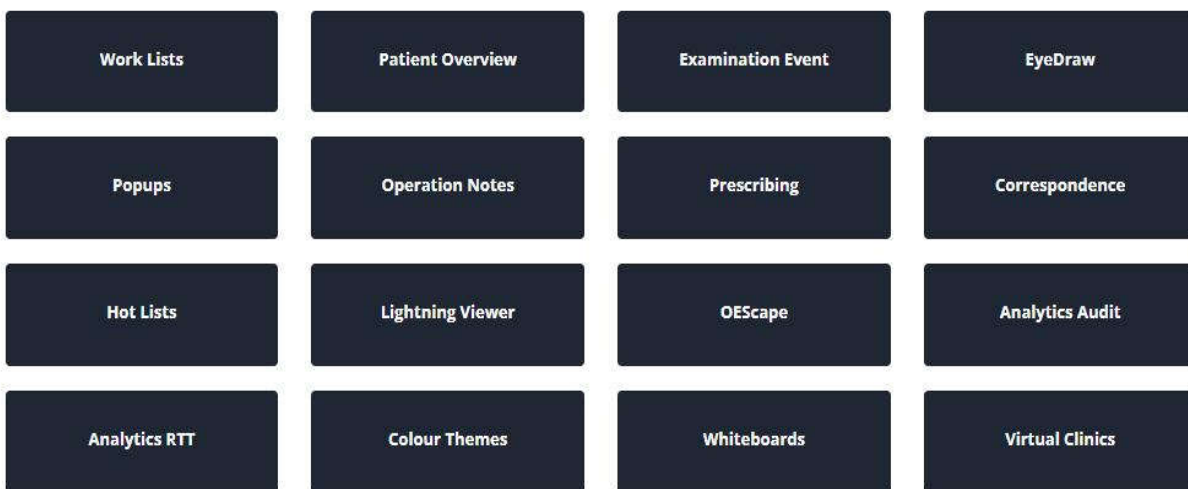 Work Lists
Patient Overview
Examination Event
EyeDraw
Popups
Operation Notes
Prescribing
Correspondence
Hot Lists
Lightning Viewer
OEScape
Analytics Audit
Analytics RTT
Colour Themes
Whiteboards
Virtual Clinics